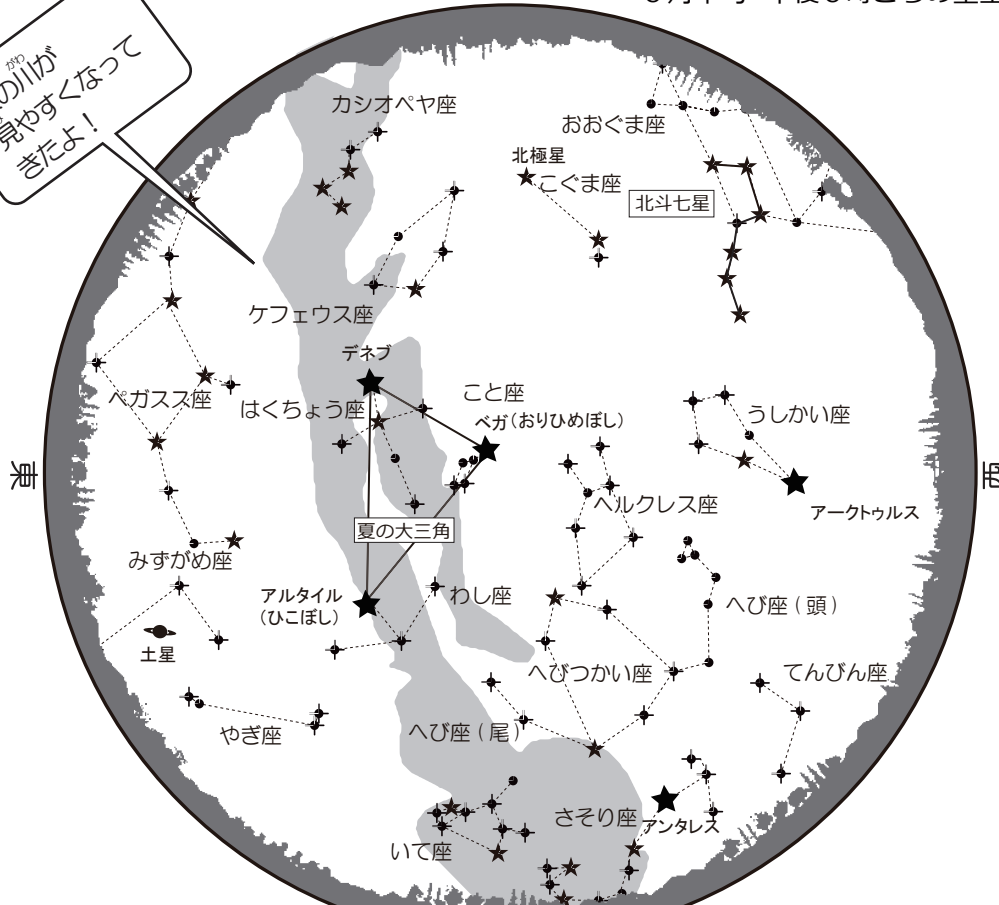 の川が
がわ
見やすくなって
きたよ！
カシオペヤ座
おおぐま座
北極星
こぐま座
北斗七星
ケフェウス座
デネブ
ペガスス座
はくちょう座
こと座
ベガ（おりひめぼし）
うしかい座
東
アークトゥルス
ヘルクレス座
夏の大三角
みずがめ座
アルタイル
（ひこぼし）
わし座
へび座（頭）
土星
へびつかい座
てんびん座
やぎ座
へび座（尾）
さそり座
アンタレス
いて座